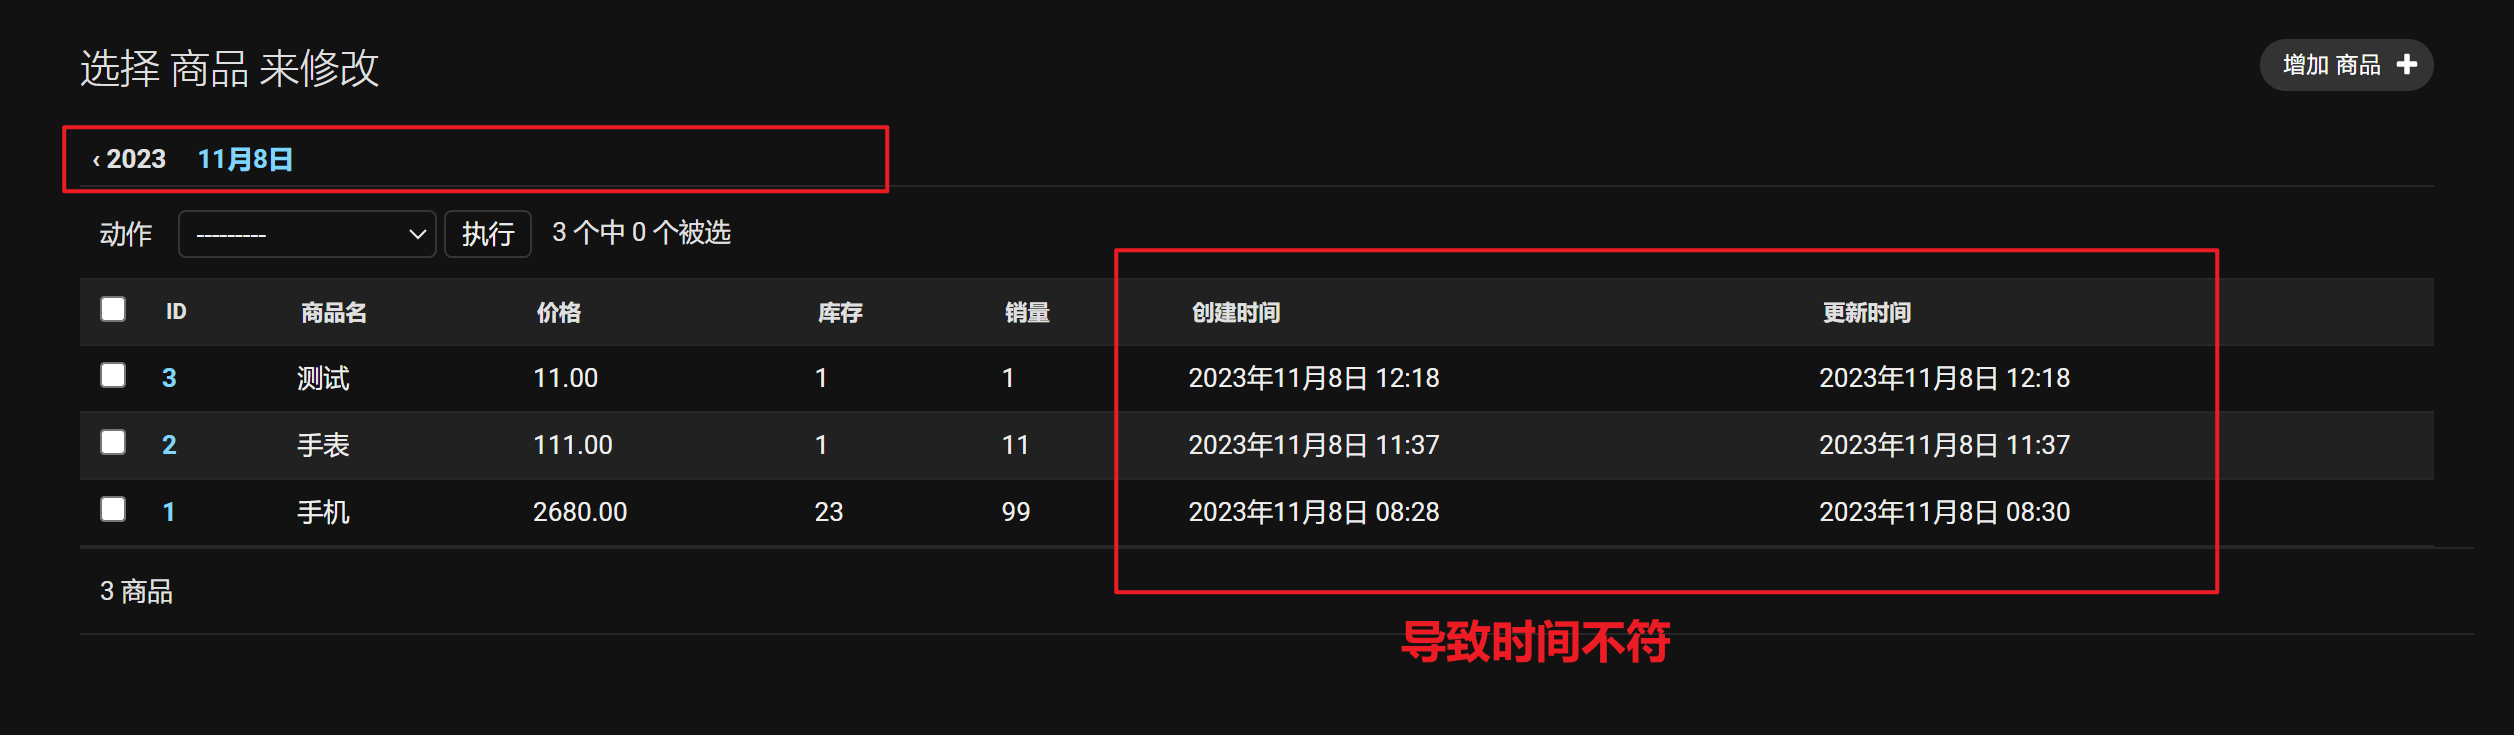 选择 商品 来修改
增加 商品
‹ 2023 11月8日
动作 --------- 执行 3 个中 0 个被选
ID 商品名 价格 库存 销量 创建时间 更新时间
3 测试 11.00 1 1 2023年11月8日 12:18 2023年11月8日 12:18
2 手表 111.00 1 11 2023年11月8日 11:37 2023年11月8日 11:37
1 手机 2680.00 23 99 2023年11月8日 08:28 2023年11月8日 08:30
3 商品
导致时间不符